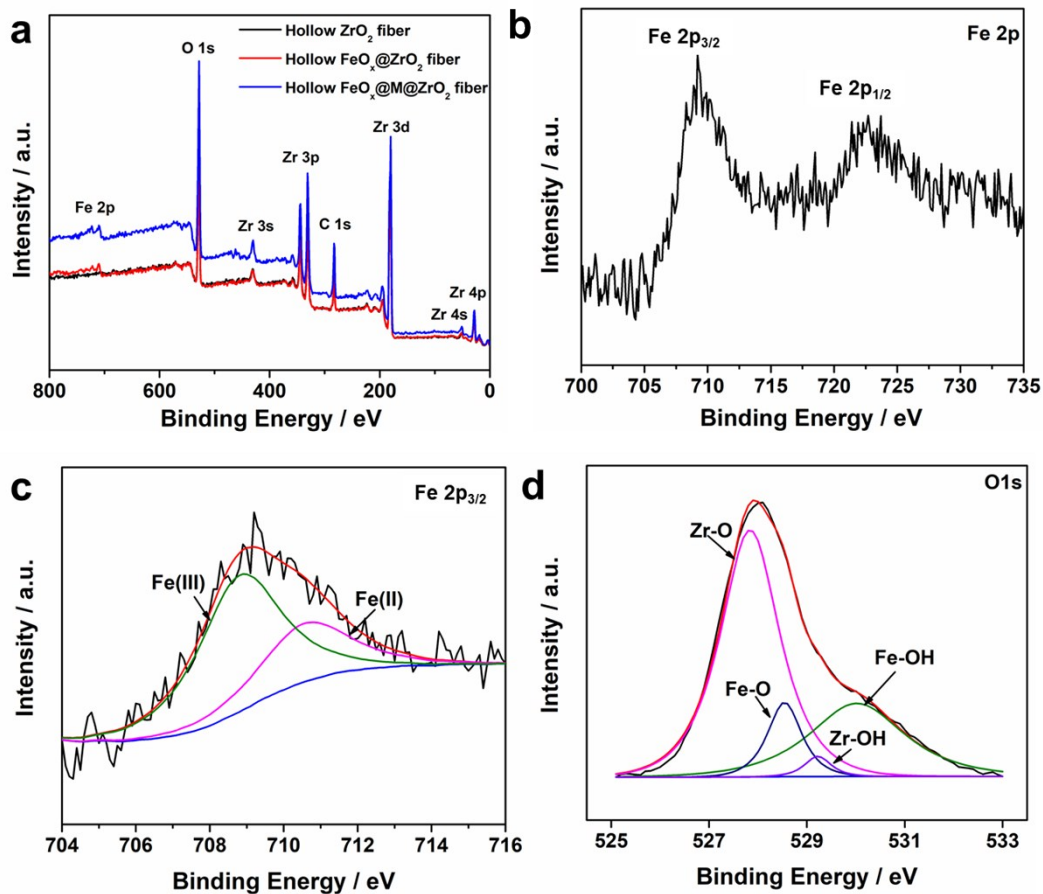 a
Hollow ZrO₂ fiber
Hollow FeOₓ@ZrO₂ fiber
Hollow FeOₓ@M@ZrO₂ fiber
O 1s
Zr 3d
Zr 3p
C 1s
Fe 2p
Zr 3s
Zr 4p
Zr 4s
Intensity / a.u.
800 600 400 200 0
Binding Energy / eV
b
Fe 2p
Fe 2p₃/₂
Fe 2p₁/₂
Intensity / a.u.
700 705 710 715 720 725 730 735
Binding Energy / eV
c
Fe 2p₃/₂
Fe(III)
Fe(II)
Intensity / a.u.
704 706 708 710 712 714 716
Binding Energy / eV
d
O1s
Zr-O
Fe-OH
Fe-O
Zr-OH
Intensity / a.u.
525 527 529 531 533
Binding Energy / eV